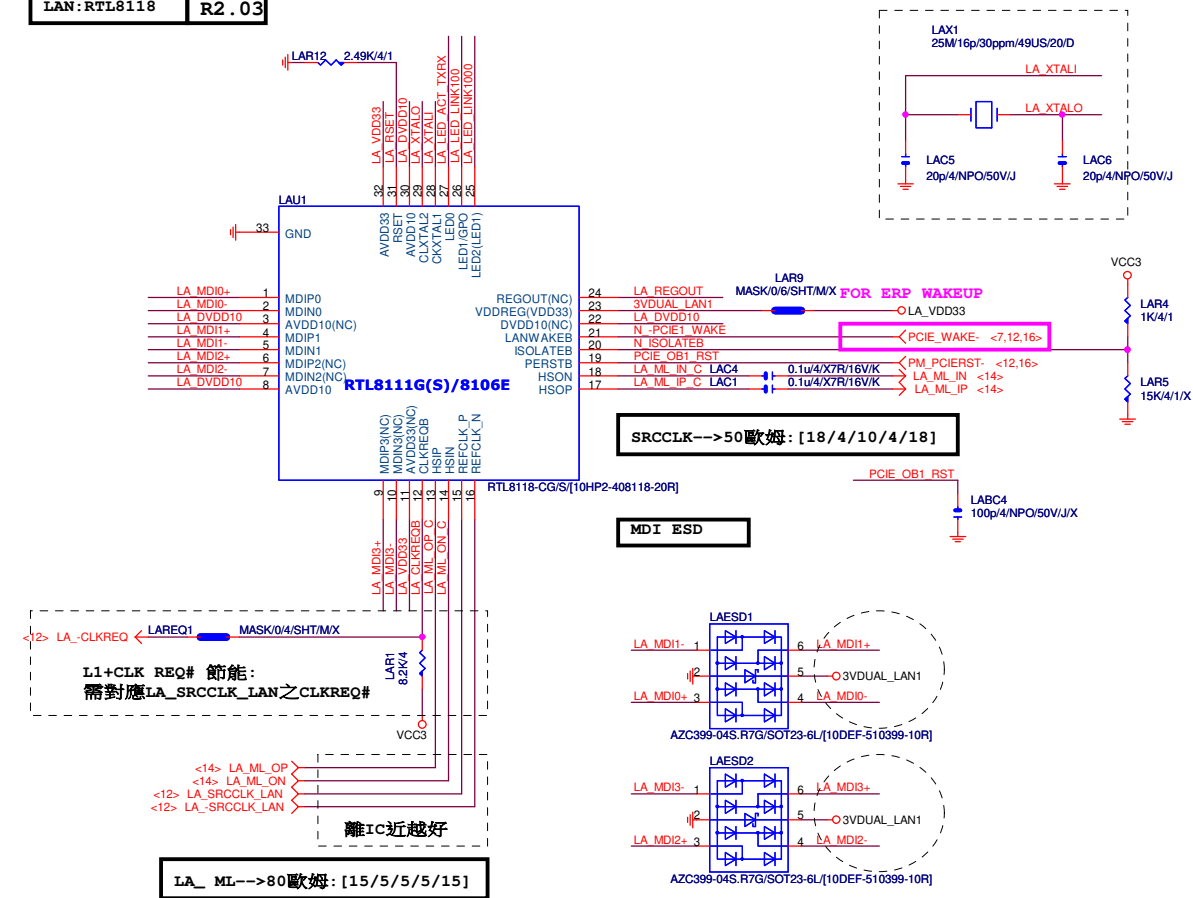 LAN:RTL8118
R2.03
LAR12 2.49K/4/1
LA_VDD33
LA_RSET
LA_DVDD10
LA_XTALO
LA_XTALI
LA_LED_ACT_TXRX
LA_LED_LINK100
LA_LED_LINK1000
32
31
30
29
28
27
26
25
LAX1
25M/16p/30ppm/49US/20/D
LA_XTALI
LA_XTALO
LAC5
20p/4/NPO/50V/J
LAC6
20p/4/NPO/50V/J
LAU1
33 GND
AVDD33
RSET
AVDD10
CLXTAL2
CKXTAL1
LED0
LED1/GPO
LED2(LED1)
LA_MDI0+ 1 MDIP0
LA_MDI0- 2 MDIN0
LA_DVDD10 3 AVDD10(NC)
LA_MDI1+ 4 MDIP1
LA_MDI1- 5 MDIN1
LA_MDI2+ 6 MDIP2(NC)
LA_MDI2- 7 MDIN2(NC)
LA_DVDD10 8 AVDD10
RTL8111G(S)/8106E
REGOUT(NC) 24 LA_REGOUT
VDDREG(VDD33) 23 3VDUAL_LAN1
DVDD10(NC) 22 LA_DVDD10
LANWAKEB 21 N_-PCIE1_WAKE
ISOLATEB 20 N_ISOLATEB
PERSTB 19 PCIE_OB1_RST
HSON 18 LA_ML_IN_C LAC4 0.1u/4/X7R/16V/K LA_ML_IN <14>
HSOP 17 LA_ML_IP_C LAC1 0.1u/4/X7R/16V/K LA_ML_IP <14>
LAR9
MASK/0/6/SHT/M/X
FOR ERP WAKEUP
LA_VDD33
PCIE_WAKE- <7,12,16>
PM_PCIERST- <12,16>
VCC3
LAR4
1K/4/1
LAR5
15K/4/1/X
MDIP3(NC)
MDIN3(NC)
AVDD33(NC)
CLKREQB
HSIP
HSIN
REFCLK_P
REFCLK_N
9
10
11
12
13
14
15
16
RTL8118-CG/S/[10HP2-408118-20R]
SRCCLK-->50歐姆:[18/4/10/4/18]
PCIE_OB1_RST
LABC4
100p/4/NPO/50V/J/X
MDI ESD
LA_MDI3+
LA_MDI3-
LA_VDD33
LA_CLKREQB
LA_ML_OP_C
LA_ML_ON_C
<12> LA_-CLKREQ LAREQ1 MASK/0/4/SHT/M/X
LAR1
8.2K/4
L1+CLK REQ# 節能:
需對應LA_SRCCLK_LAN之CLKREQ#
VCC3
<14> LA_ML_OP
<14> LA_ML_ON
<12> LA_SRCCLK_LAN
<12> LA_-SRCCLK_LAN
離IC近越好
LA_ ML-->80歐姆:[15/5/5/5/15]
LAESD1
LA_MDI1- 1 6 LA_MDI1+
2 5 3VDUAL_LAN1
LA_MDI0+ 3 4 LA_MDI0-
AZC399-04S.R7G/SOT23-6L/[10DEF-510399-10R]
LAESD2
LA_MDI3- 1 6 LA_MDI3+
2 5 3VDUAL_LAN1
LA_MDI2+ 3 4 LA_MDI2-
AZC399-04S.R7G/SOT23-6L/[10DEF-510399-10R]